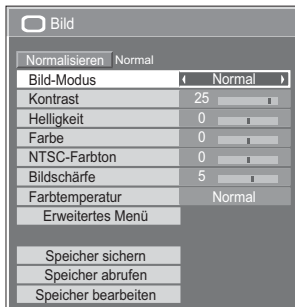 Bild
Normalisieren Normal
Bild-Modus Normal
Kontrast 25
Helligkeit 0
Farbe 0
NTSC-Farbton 0
Bildschärfe 5
Farbtemperatur Normal
Erweitertes Menü
Speicher sichern
Speicher abrufen
Speicher bearbeiten